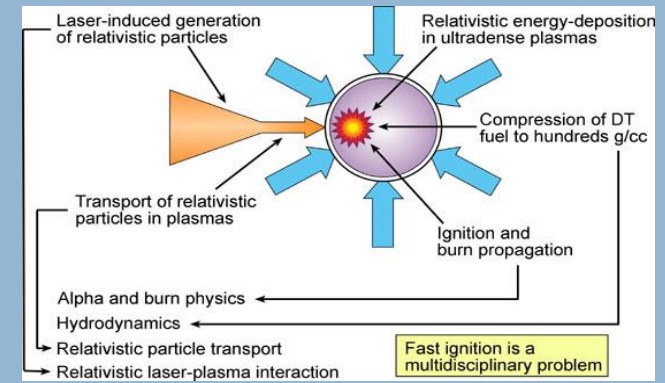 Laser-induced generation
of relativistic particles
Relativistic energy-deposition
in ultradense plasmas
Compression of DT
fuel to hundreds g/cc
Transport of relativistic
particles in plasmas
Ignition and
burn propagation
Alpha and burn physics
Hydrodynamics
Relativistic particle transport
Relativistic laser-plasma interaction
Fast ignition is a
multidisciplinary problem